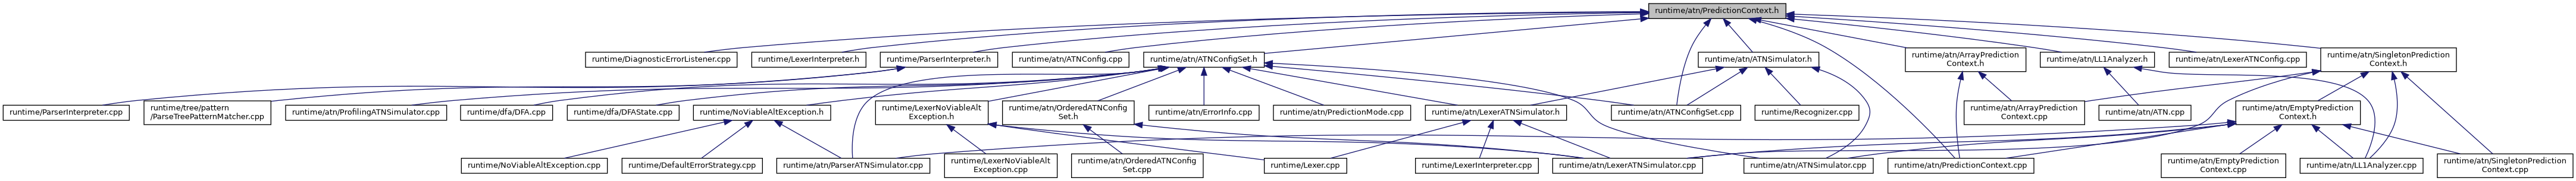 runtime/atn/PredictionContext.h
runtime/DiagnosticErrorListener.cpp
runtime/LexerInterpreter.h
runtime/ParserInterpreter.h
runtime/atn/ATNConfig.cpp
runtime/atn/ATNConfigSet.h
runtime/atn/ATNSimulator.h
runtime/atn/ArrayPrediction
Context.h
runtime/atn/LL1Analyzer.h
runtime/atn/LexerATNConfig.cpp
runtime/atn/SingletonPrediction
Context.h
runtime/ParserInterpreter.cpp
runtime/tree/pattern
/ParseTreePatternMatcher.cpp
runtime/atn/ProfilingATNSimulator.cpp
runtime/dfa/DFA.cpp
runtime/dfa/DFAState.cpp
runtime/NoViableAltException.h
runtime/LexerNoViableAlt
Exception.h
runtime/atn/OrderedATNConfig
Set.h
runtime/atn/ErrorInfo.cpp
runtime/atn/PredictionMode.cpp
runtime/atn/LexerATNSimulator.h
runtime/atn/ATNConfigSet.cpp
runtime/Recognizer.cpp
runtime/atn/ArrayPrediction
Context.cpp
runtime/atn/ATN.cpp
runtime/atn/EmptyPrediction
Context.h
runtime/NoViableAltException.cpp
runtime/DefaultErrorStrategy.cpp
runtime/atn/ParserATNSimulator.cpp
runtime/LexerNoViableAlt
Exception.cpp
runtime/atn/OrderedATNConfig
Set.cpp
runtime/Lexer.cpp
runtime/LexerInterpreter.cpp
runtime/atn/LexerATNSimulator.cpp
runtime/atn/ATNSimulator.cpp
runtime/atn/PredictionContext.cpp
runtime/atn/EmptyPrediction
Context.cpp
runtime/atn/LL1Analyzer.cpp
runtime/atn/SingletonPrediction
Context.cpp